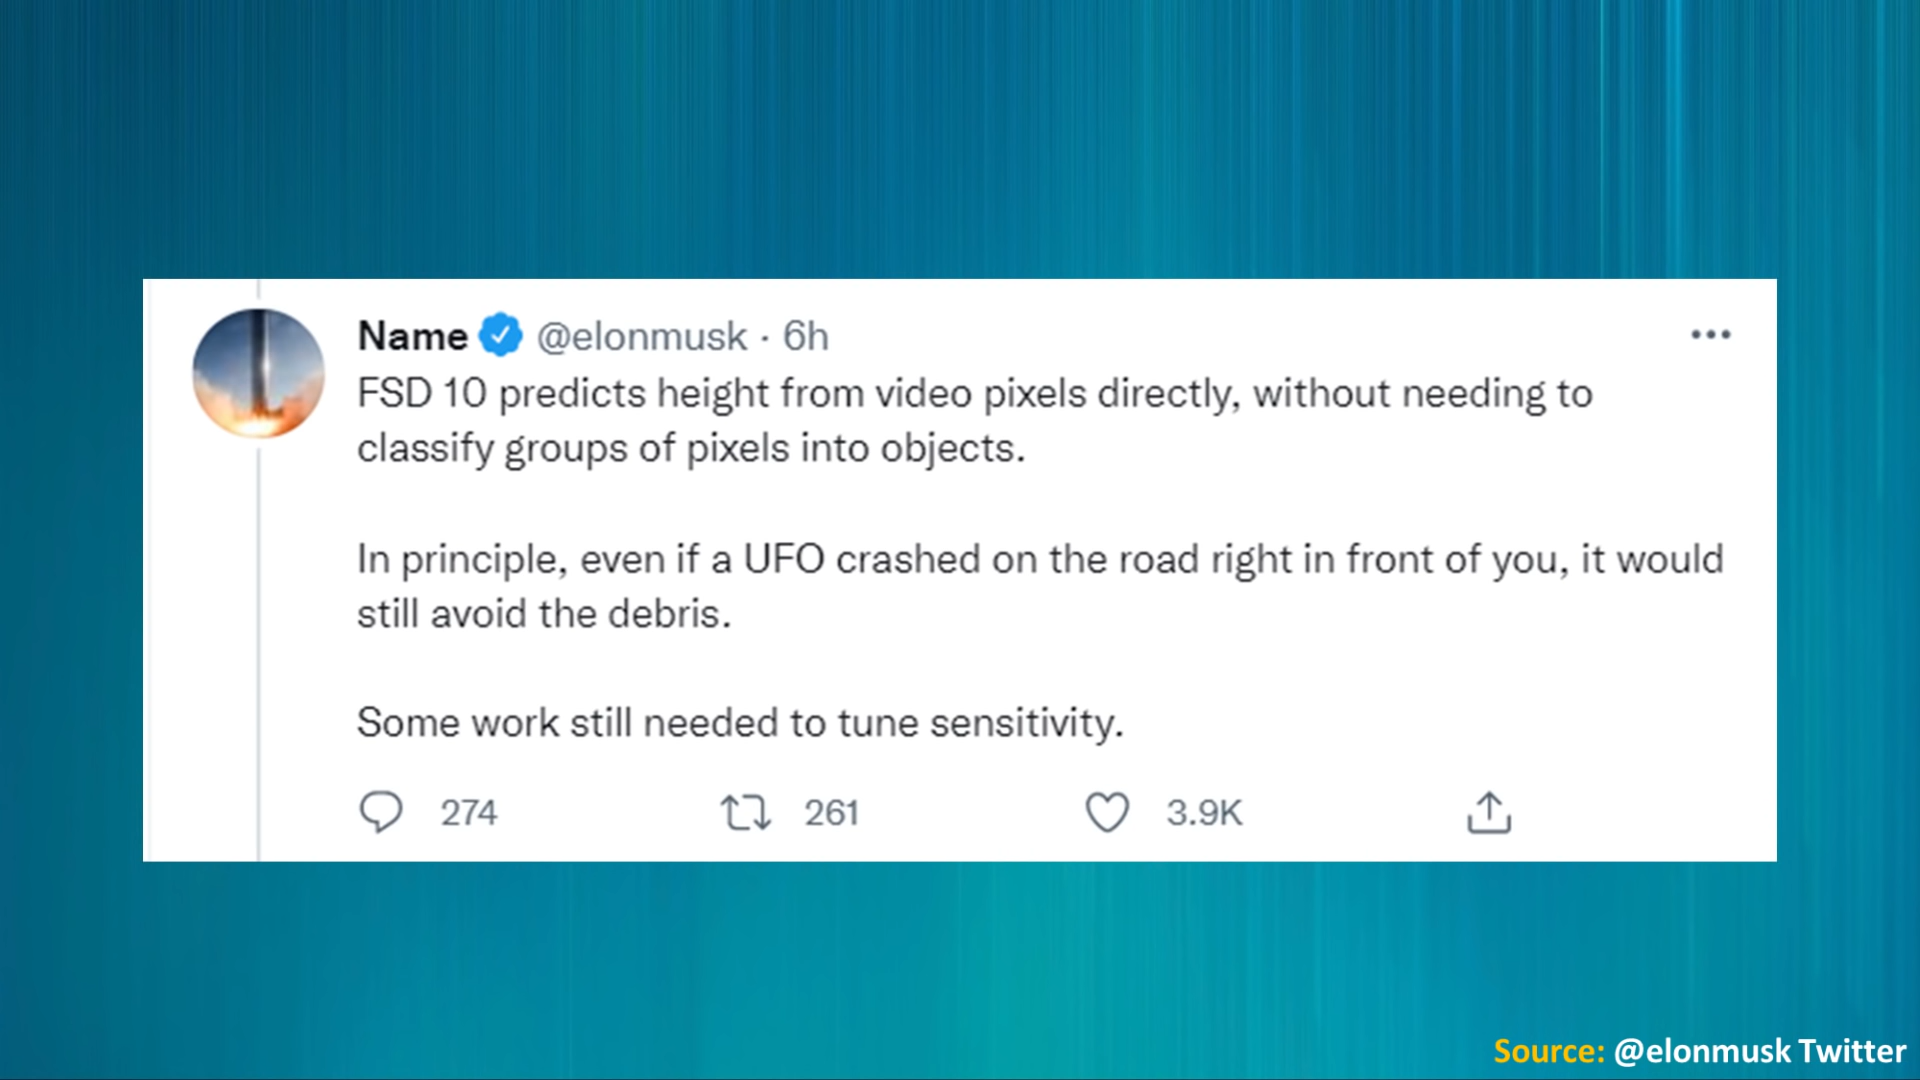 Name @elonmusk · 6h
FSD 10 predicts height from video pixels directly, without needing to
classify groups of pixels into objects.
In principle, even if a UFO crashed on the road right in front of you, it would
still avoid the debris.
Some work still needed to tune sensitivity.
274 261 3.9K
Source: @elonmusk Twitter